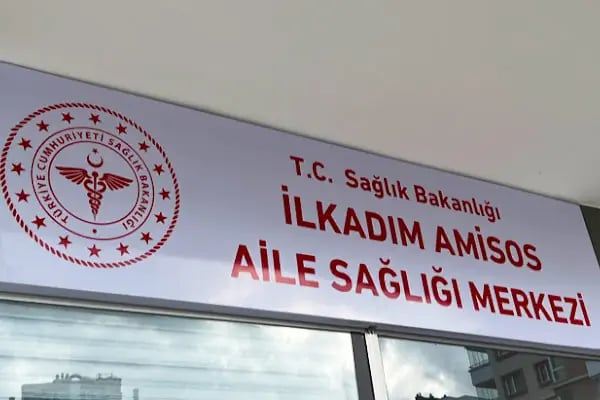 TÜRKİYE CUMHURİYETİ SAĞLIK BAKANLIĞI
T.C. Sağlık Bakanlığı
İLKADIM AMİSOS
AİLE SAĞLIĞI MERKEZİ